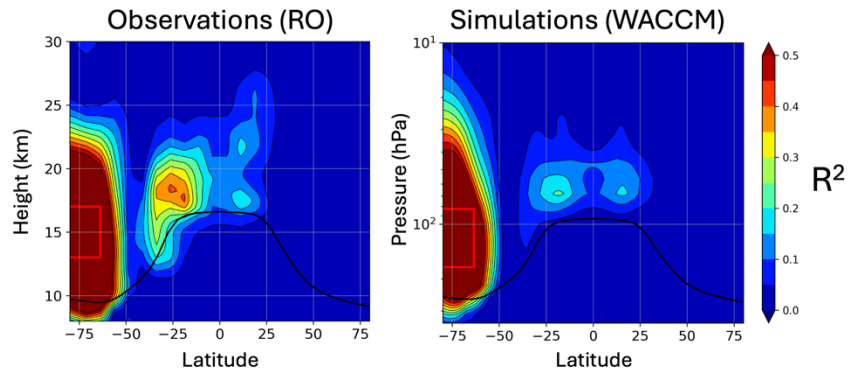 Observations (RO)
Simulations (WACCM)
30
25
20
15
10
Height (km)
−75 −50 −25 0 25 50 75
Latitude
10¹
10²
Pressure (hPa)
−75 −50 −25 0 25 50 75
Latitude
0.5
0.4
0.3
0.2
0.1
0.0
R²